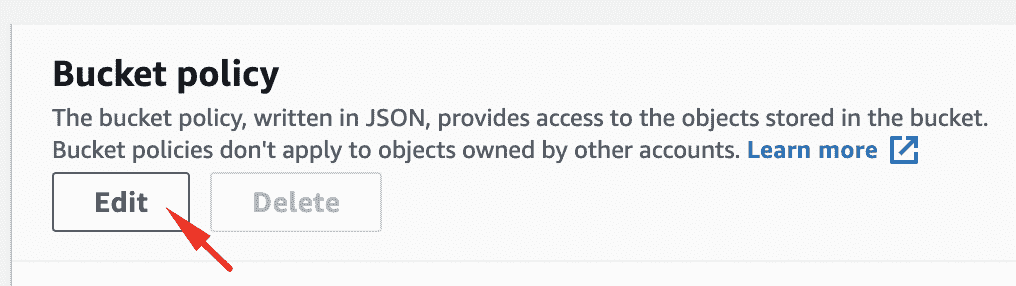 Bucket policy
The bucket policy, written in JSON, provides access to the objects stored in the bucket.
Bucket policies don't apply to objects owned by other accounts. Learn more
Edit Delete